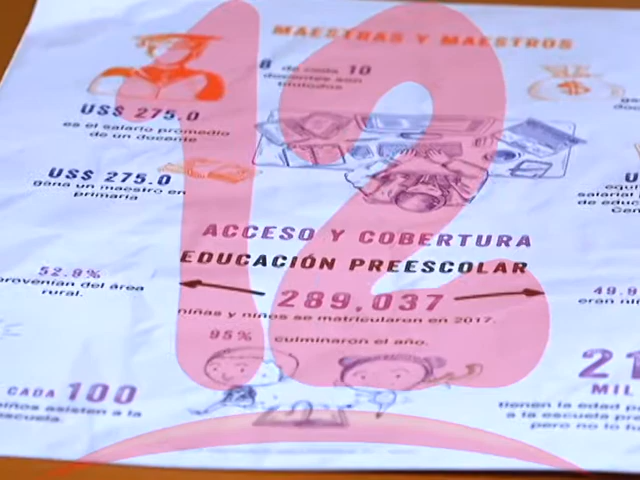 12
MAESTRAS Y MAESTROS
8 de cada 10
docentes son
titulados
US$ 275.0
es el salario promedio
de un docente
US$ 275.0
gana un maestro en
primaria
ACCESO Y COBERTURA
EDUCACIÓN PREESCOLAR
52.9%
provenían del área
rural.
289,037
niñas y niños se matricularon en 2017.
95% culminaron el año.
49.9
eran
CADA 100
niños asisten a la
escuela.
21
MIL
tienen la edad
a la escuela
pero no lo